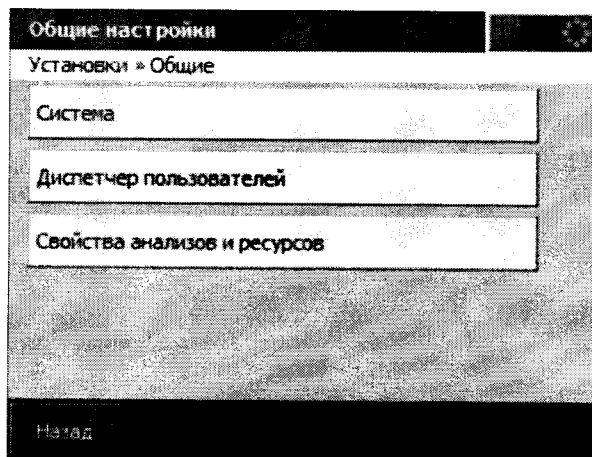 Общие настройки
Установки » Общие
Система
Диспетчер пользователей
Свойства анализов и ресурсов
Назад